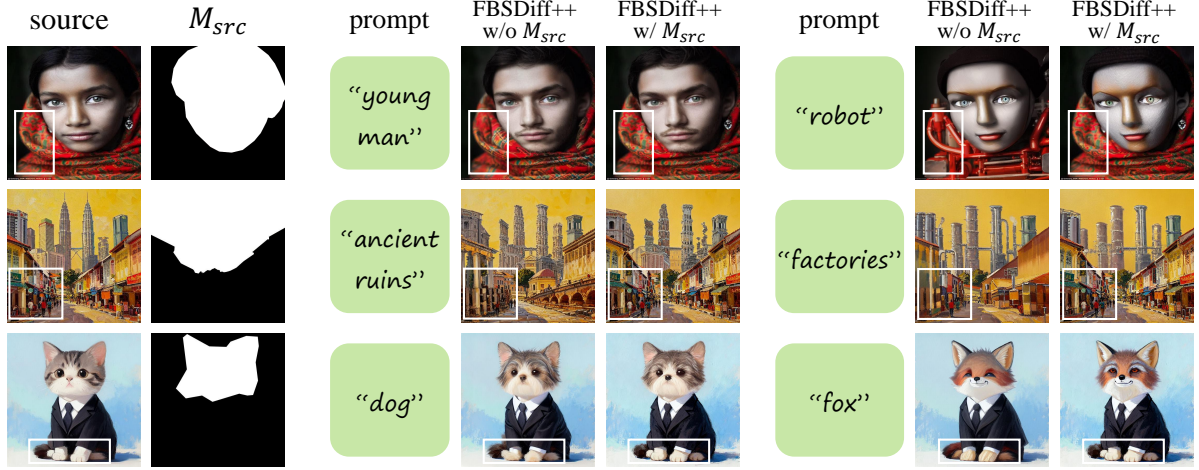 source
M_src
prompt
FBSDiff++
w/o M_src
FBSDiff++
w/ M_src
prompt
FBSDiff++
w/o M_src
FBSDiff++
w/ M_src
“young
man”
“robot”
“ancient
ruins”
“factories”
“dog”
“fox”